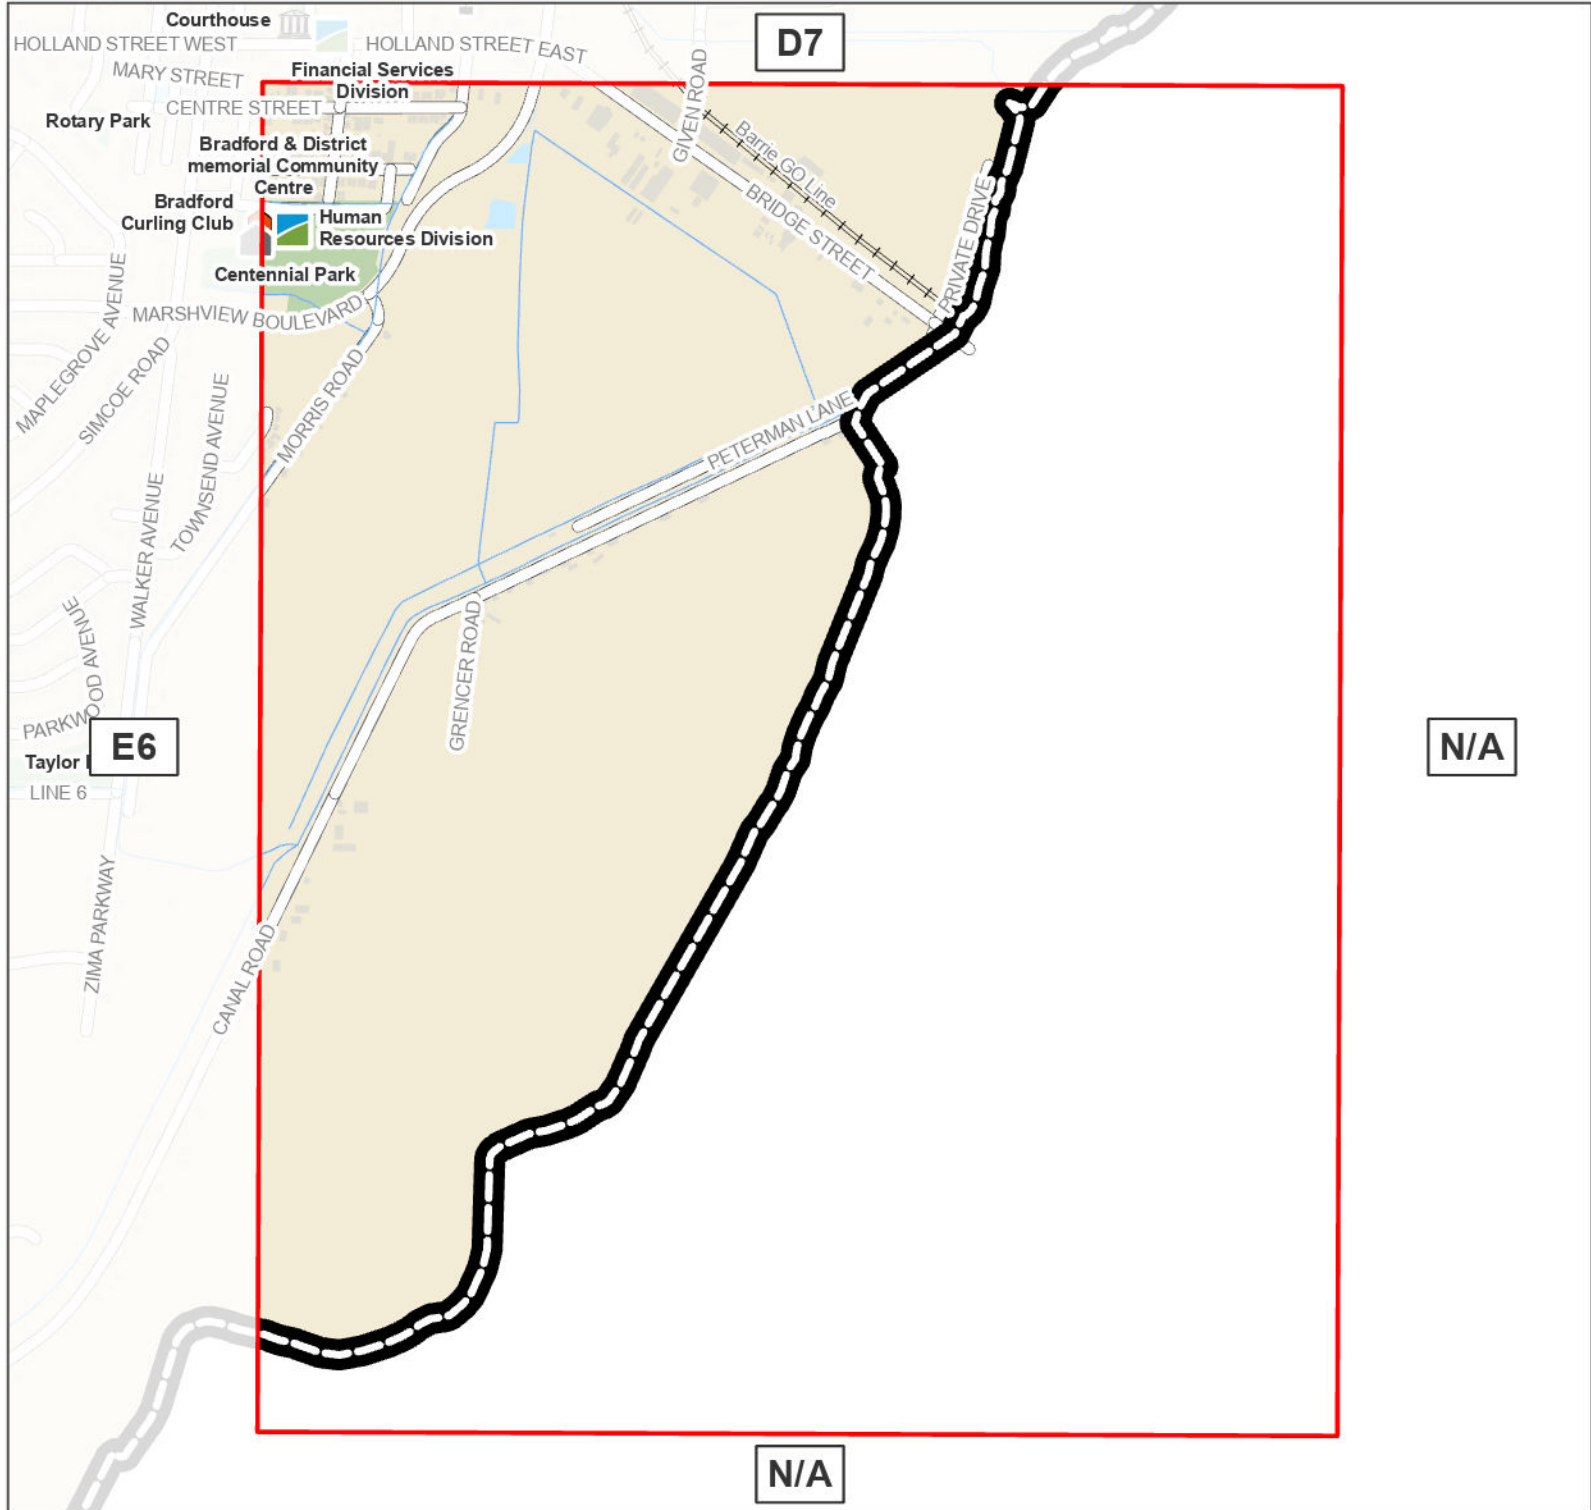 Courthouse
D7
HOLLAND STREET WEST
HOLLAND STREET EAST
MARY STREET
Financial Services
Division
CENTRE STREET
Rotary Park
GIVEN ROAD
Barrie GO Line
Bradford & District
memorial Community
Centre
BRIDGE STREET
PRIVATE DRIVE
Bradford
Curling Club
Human
Resources Division
Centennial Park
MARSHVIEW BOULEVARD
MAPLEGROVE AVENUE
SIMCOE ROAD
MORRIS ROAD
TOWNSEND AVENUE
PETERMAN LANE
WALKER AVENUE
GRENCER ROAD
PARKWOOD AVENUE
E6
N/A
Taylor
LINE 6
ZIMA PARKWAY
CANAL ROAD
N/A